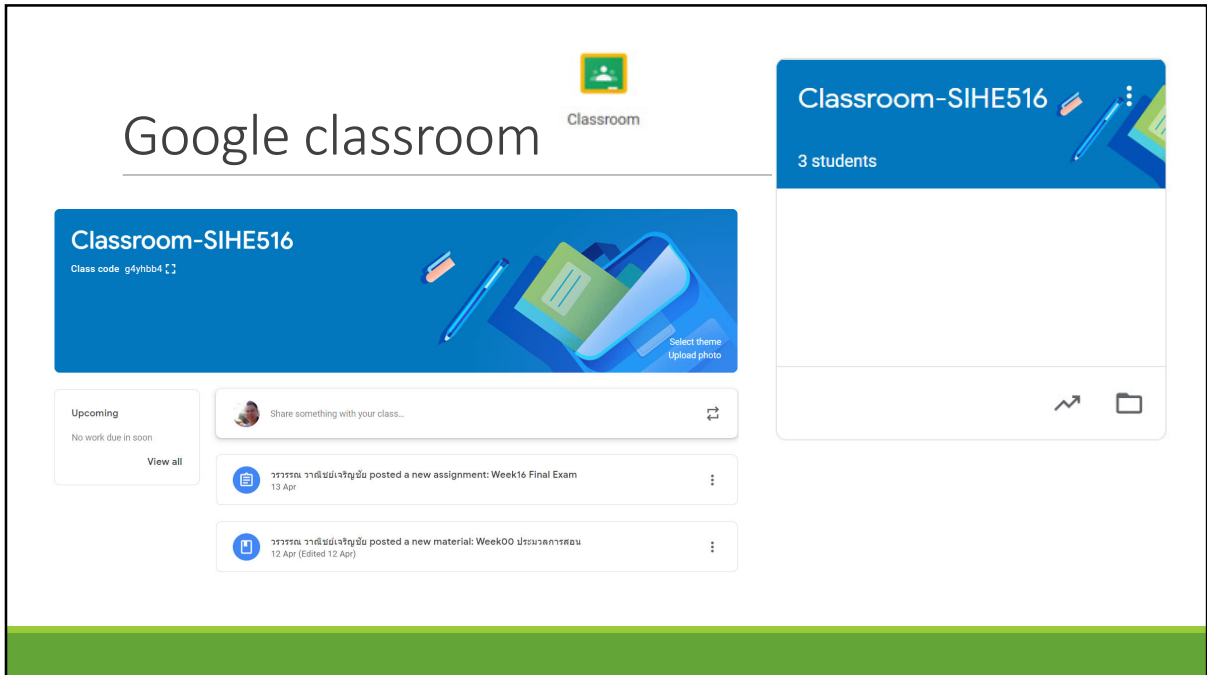 Google classroom
Classroom
Classroom-SIHE516
3 students
Classroom-SIHE516
Class code g4yhbb4
Select theme
Upload photo
Upcoming
No work due in soon
View all
Share something with your class...
วรวรรณ วาณิชย์เจริญชัย posted a new assignment: Week16 Final Exam
13 Apr
วรวรรณ วาณิชย์เจริญชัย posted a new material: Week00 ประมวลการสอน
12 Apr (Edited 12 Apr)